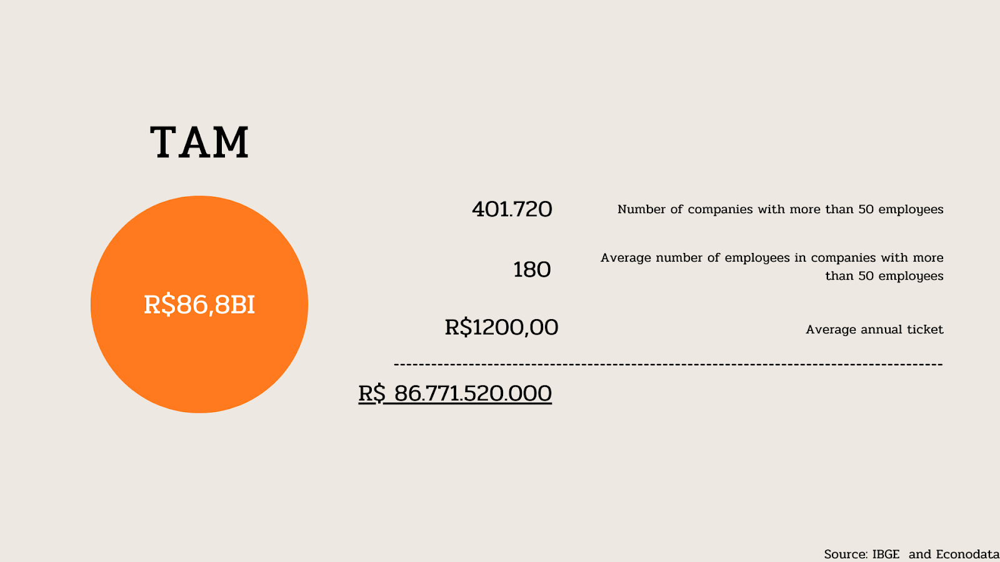 TAM
R$86,8BI
401.720
Number of companies with more than 50 employees
180
Average number of employees in companies with more
than 50 employees
R$1200,00
Average annual ticket
R$ 86.771.520.000
Source: IBGE and Econodata